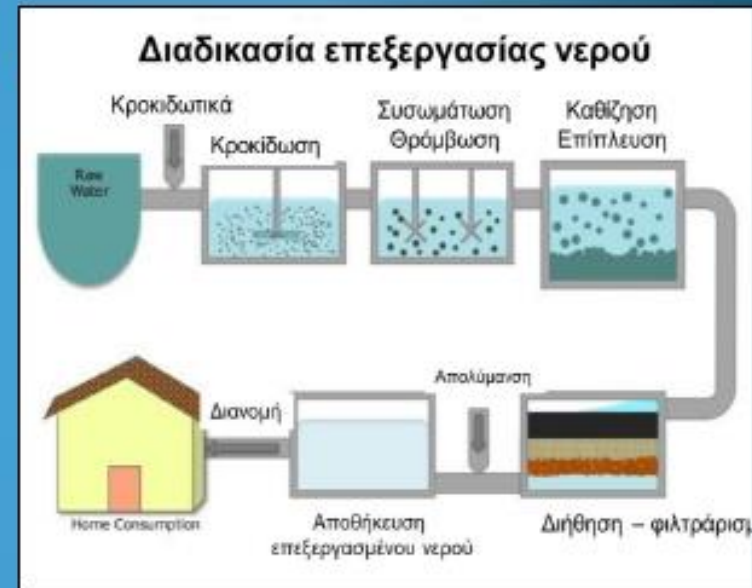 Διαδικασία επεξεργασίας νερού
Κροκιδωτικά
Κροκίδωση
Συσωμάτωση
Θρόμβωση
Καθίζηση
Επίπλευση
Raw
Water
Απολύμανση
Διανομή
Home Consumption
Αποθήκευση
επεξεργασμένου νερού
Διήθηση – φιλτράρισμ